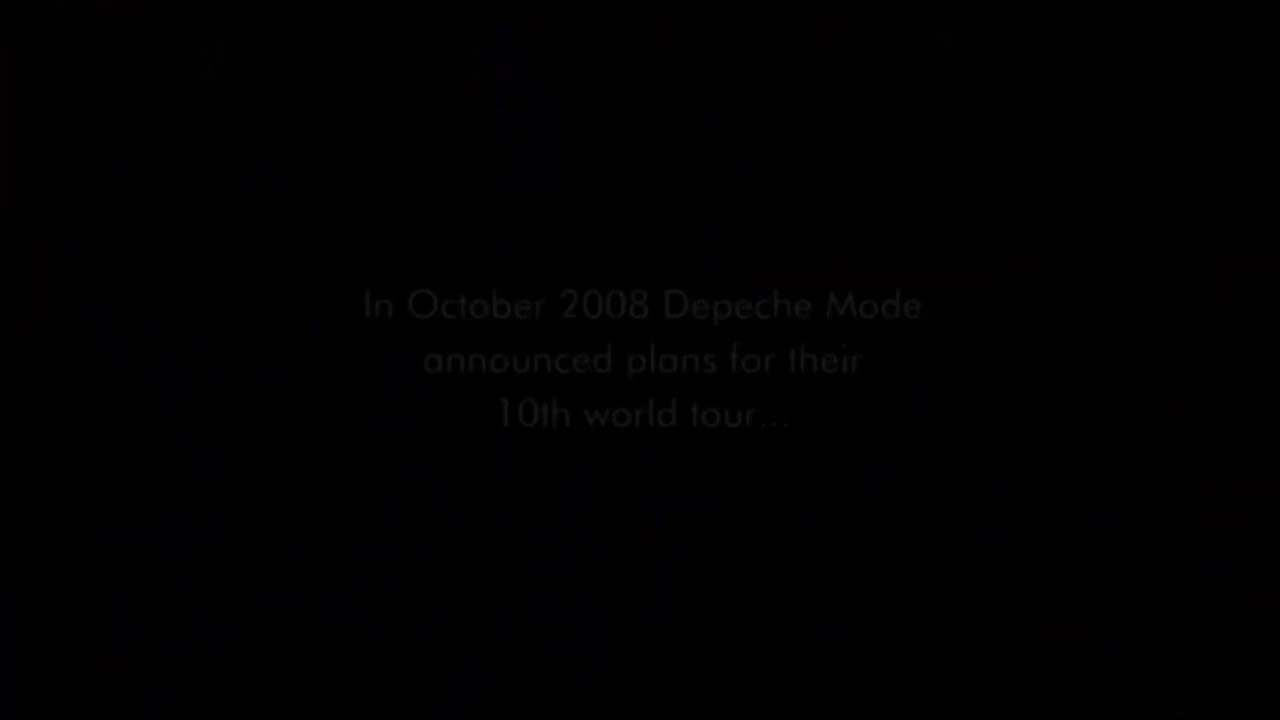 In October 2008 Depeche Mode
announced plans for their
10th world tour...